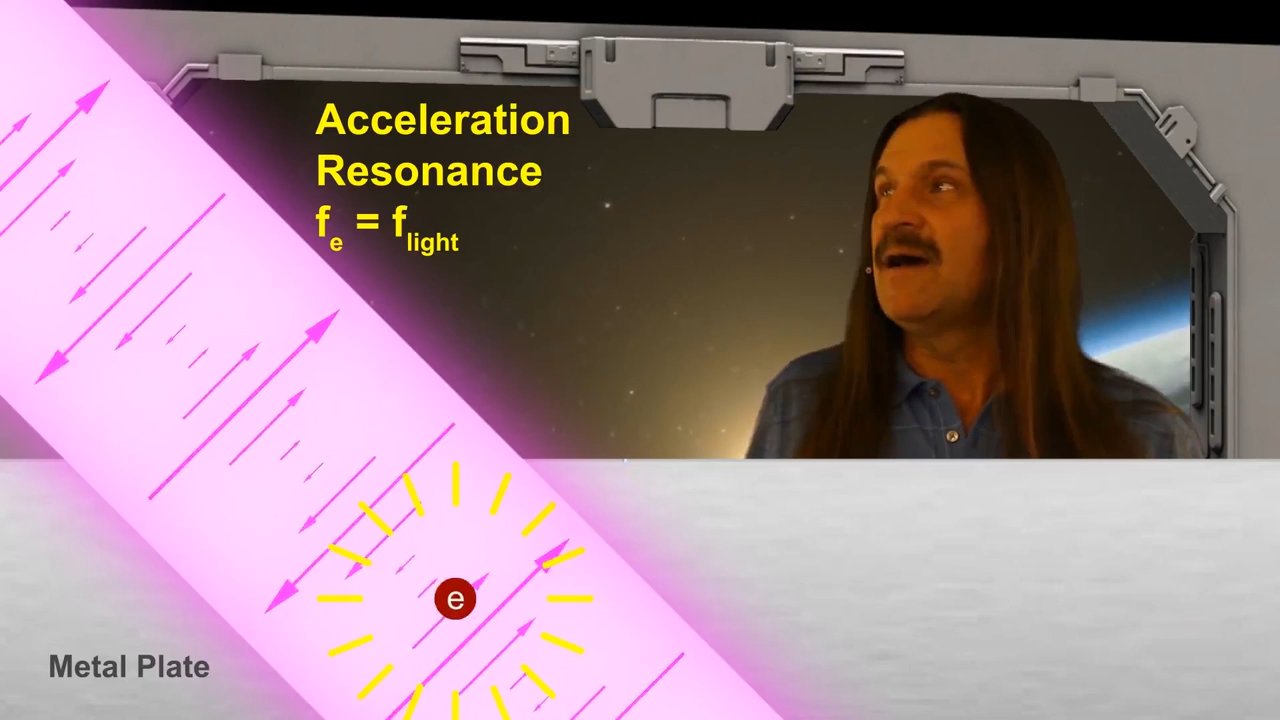 Acceleration
Resonance
fe = flight
e
Metal Plate